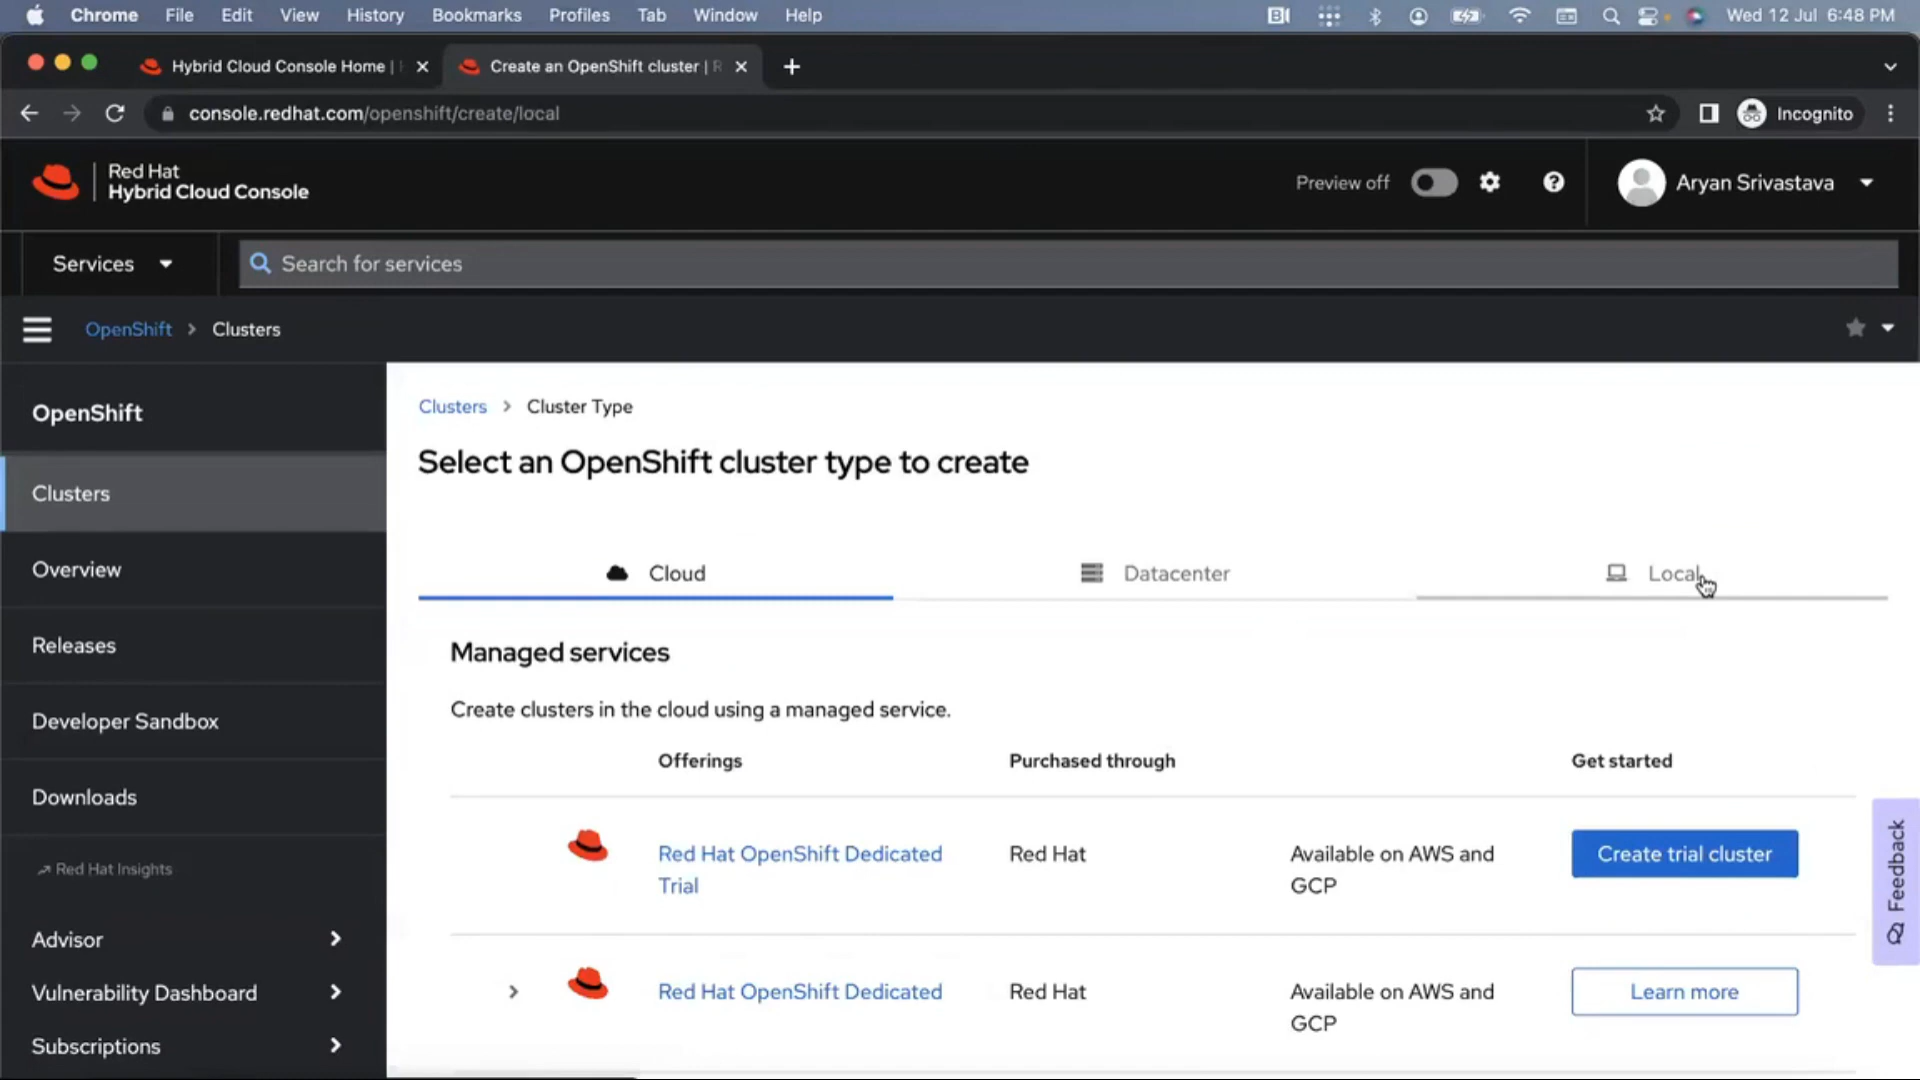 Chrome File Edit View History Bookmarks Profiles Tab Window Help Wed 12 Jul 6:48 PM
Hybrid Cloud Console Home | Create an OpenShift cluster | R
console.redhat.com/openshift/create/local Incognito
Red Hat
Hybrid Cloud Console
Preview off Aryan Srivastava
Services Search for services
OpenShift > Clusters
OpenShift
Clusters
Overview
Releases
Developer Sandbox
Downloads
Red Hat Insights
Advisor
Vulnerability Dashboard
Subscriptions
Clusters > Cluster Type
Select an OpenShift cluster type to create
Cloud Datacenter Local
Managed services
Create clusters in the cloud using a managed service.
Offerings Purchased through Get started
Red Hat OpenShift Dedicated Red Hat Available on AWS and Create trial cluster
Trial GCP
Red Hat OpenShift Dedicated Red Hat Available on AWS and Learn more
GCP
Feedback